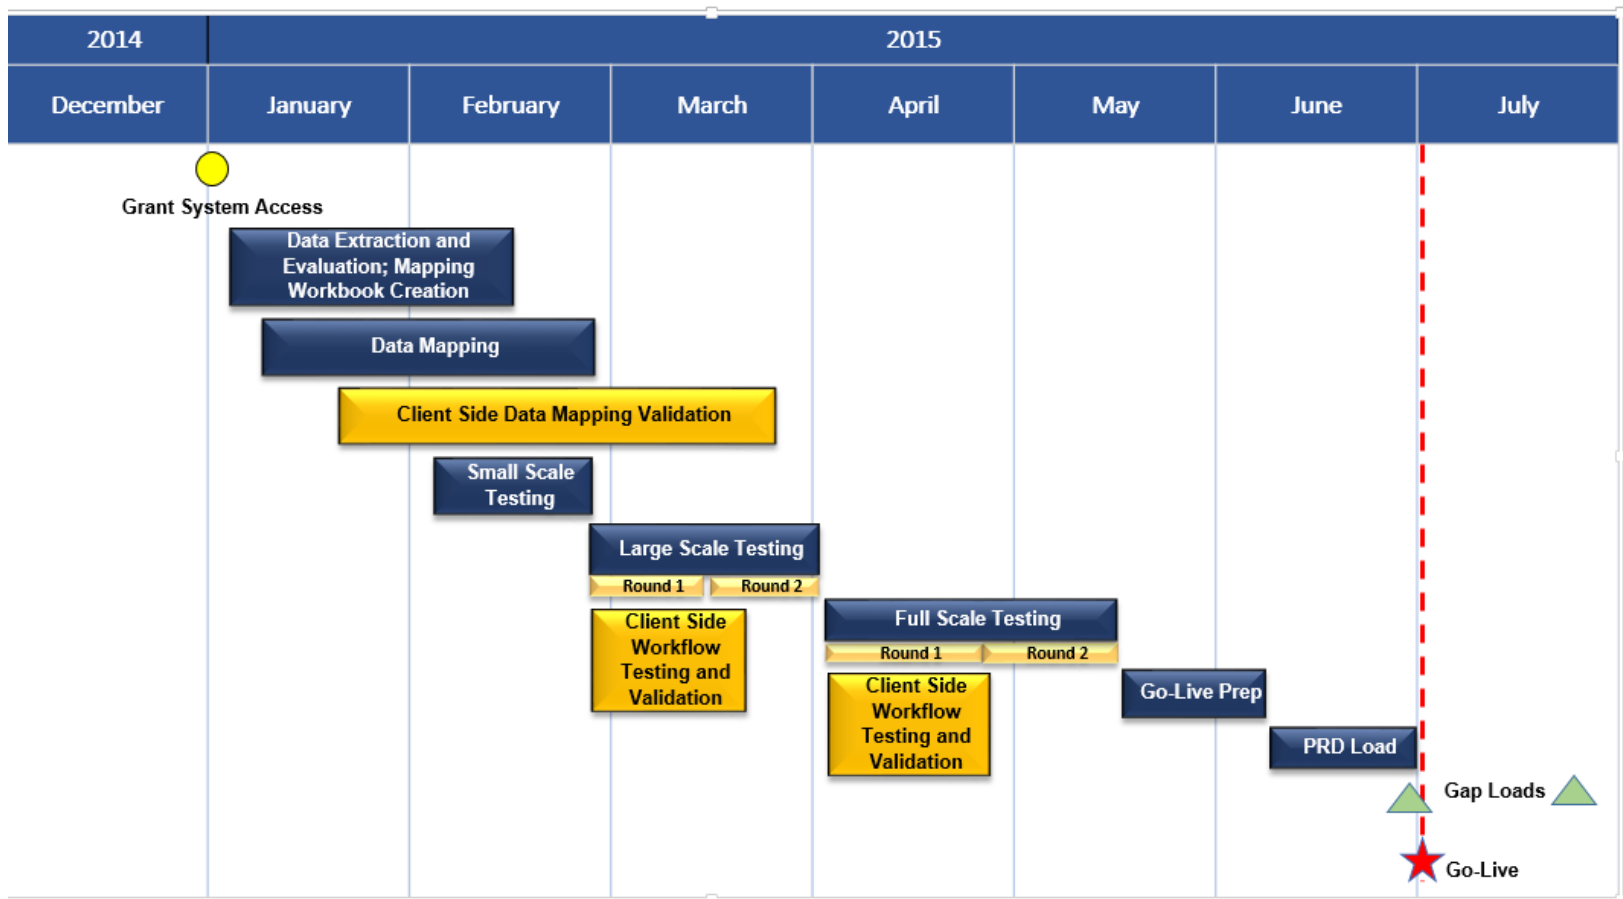 2014
2015
December
January
February
March
April
May
June
July
Grant System Access
Data Extraction and
Evaluation; Mapping
Workbook Creation
Data Mapping
Client Side Data Mapping Validation
Small Scale
Testing
Large Scale Testing
Round 1
Round 2
Client Side
Workflow
Testing and
Validation
Full Scale Testing
Round 1
Round 2
Client Side
Workflow
Testing and
Validation
Go-Live Prep
PRD Load
Gap Loads
Go-Live